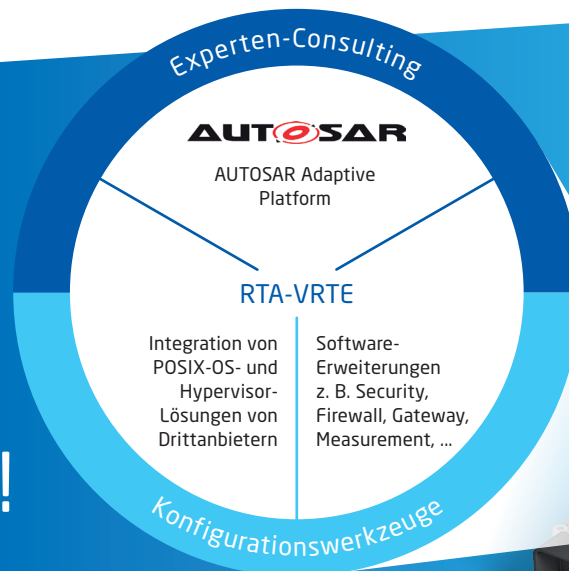 Experten-Consulting
AUTOSAR
AUTOSAR Adaptive
Platform
RTA-VRTE
Integration von
POSIX-OS- und
Hypervisor-
Lösungen von
Drittanbietern
Software-
Erweiterungen
z. B. Security,
Firewall, Gateway,
Measurement, ...
!
Konfigurationswerkzeuge